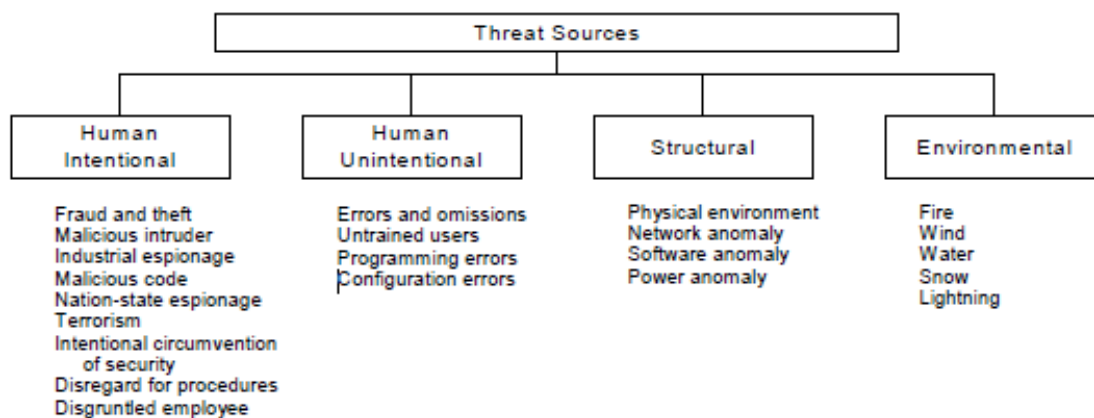 Threat Sources
Human
Intentional
Human
Unintentional
Structural
Environmental
Fraud and theft
Malicious intruder
Industrial espionage
Malicious code
Nation-state espionage
Terrorism
Intentional circumvention
of security
Disregard for procedures
Disgruntled employee
Errors and omissions
Untrained users
Programming errors
Configuration errors
Physical environment
Network anomaly
Software anomaly
Power anomaly
Fire
Wind
Water
Snow
Lightning